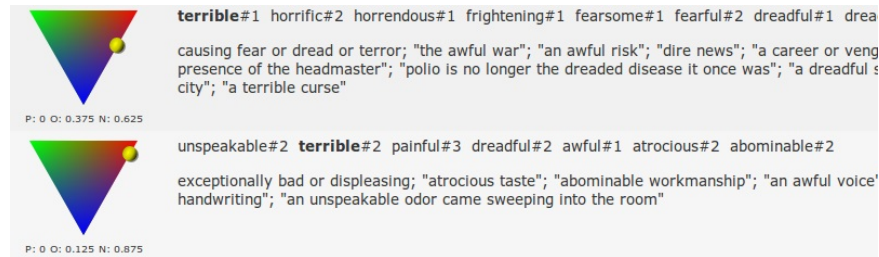 terrible#1 horrific#2 horrendous#1 frightening#1 fearsome#1 fearful#2 dreadful#1
causing fear or dread or terror; "the awful war"; "an awful risk"; "dire news"; "a career or
presence of the headmaster"; "polio is no longer the dreaded disease it once was"; "a dreadful
city"; "a terrible curse"
P: 0 O: 0.375 N: 0.625
unspeakable#2 terrible#2 painful#3 dreadful#2 awful#1 atrocious#2 abominable#2
exceptionally bad or displeasing; "atrocious taste"; "abominable workmanship"; "an awful voice"
handwriting"; "an unspeakable odor came sweeping into the room"
P: 0 O: 0.125 N: 0.875